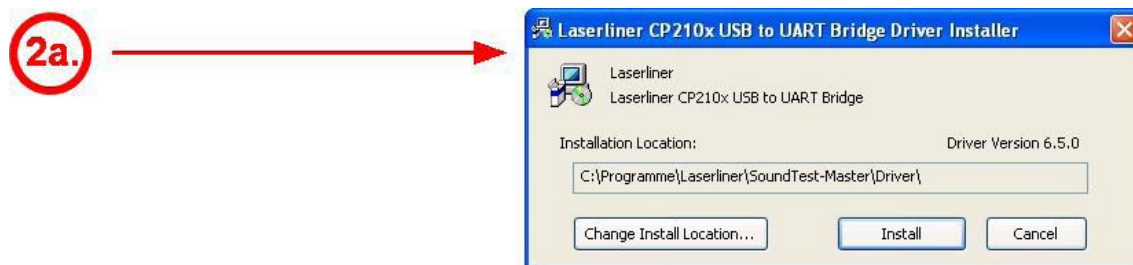 2a.
Laserliner CP210x USB to UART Bridge Driver Installer
Laserliner
Laserliner CP210x USB to UART Bridge
Installation Location:
Driver Version 6.5.0
C:\Programme\Laserliner\SoundTest-Master\Driver\
Change Install Location...
Install
Cancel